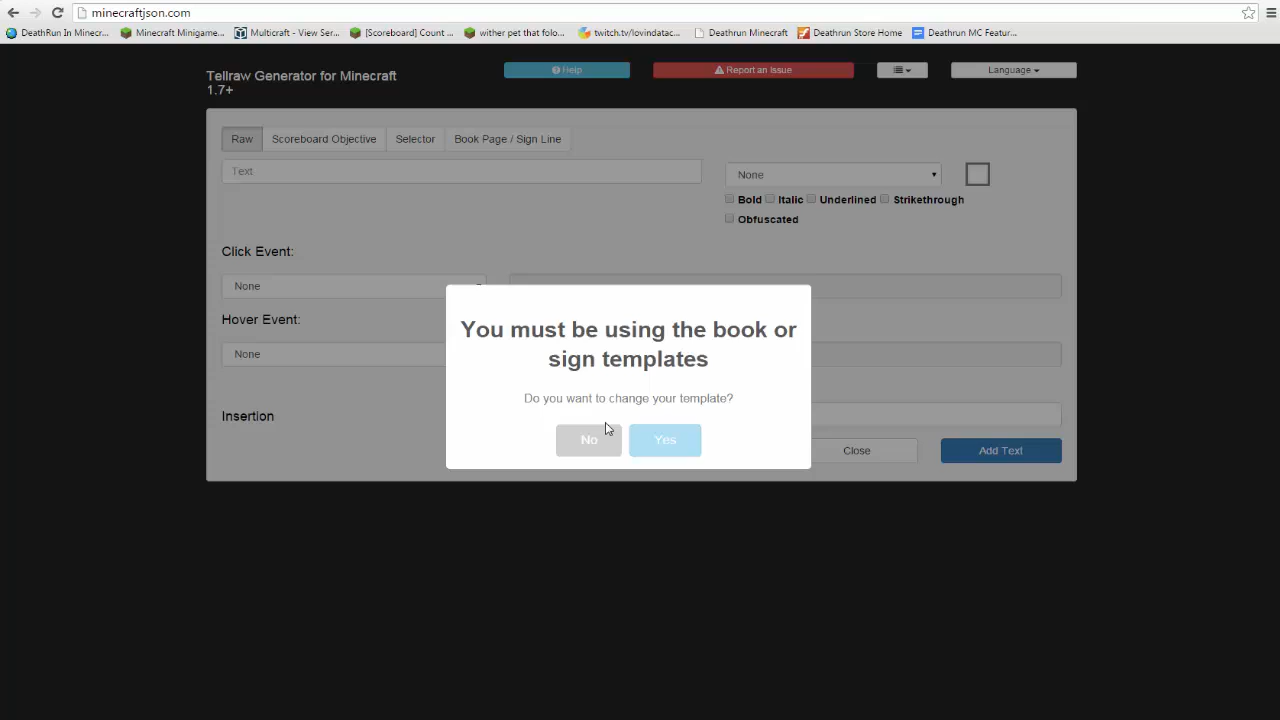 minecraftjson.com
DeathRun In Minecr... Minecraft Minigame... Multicraft - View Ser... [Scoreboard] Count ... wither pet that folo... twitch.tv/lovindatac... Deathrun Minecraft Deathrun Store Home Deathrun MC Featur...
Tellraw Generator for Minecraft
1.7+
Help
Report an Issue
Language
Raw Scoreboard Objective Selector Book Page / Sign Line
Text
None
Bold Italic Underlined Strikethrough
Obfuscated
Click Event:
None
Hover Event:
None
You must be using the book or
sign templates
Do you want to change your template?
No Yes
Insertion
Close Add Text